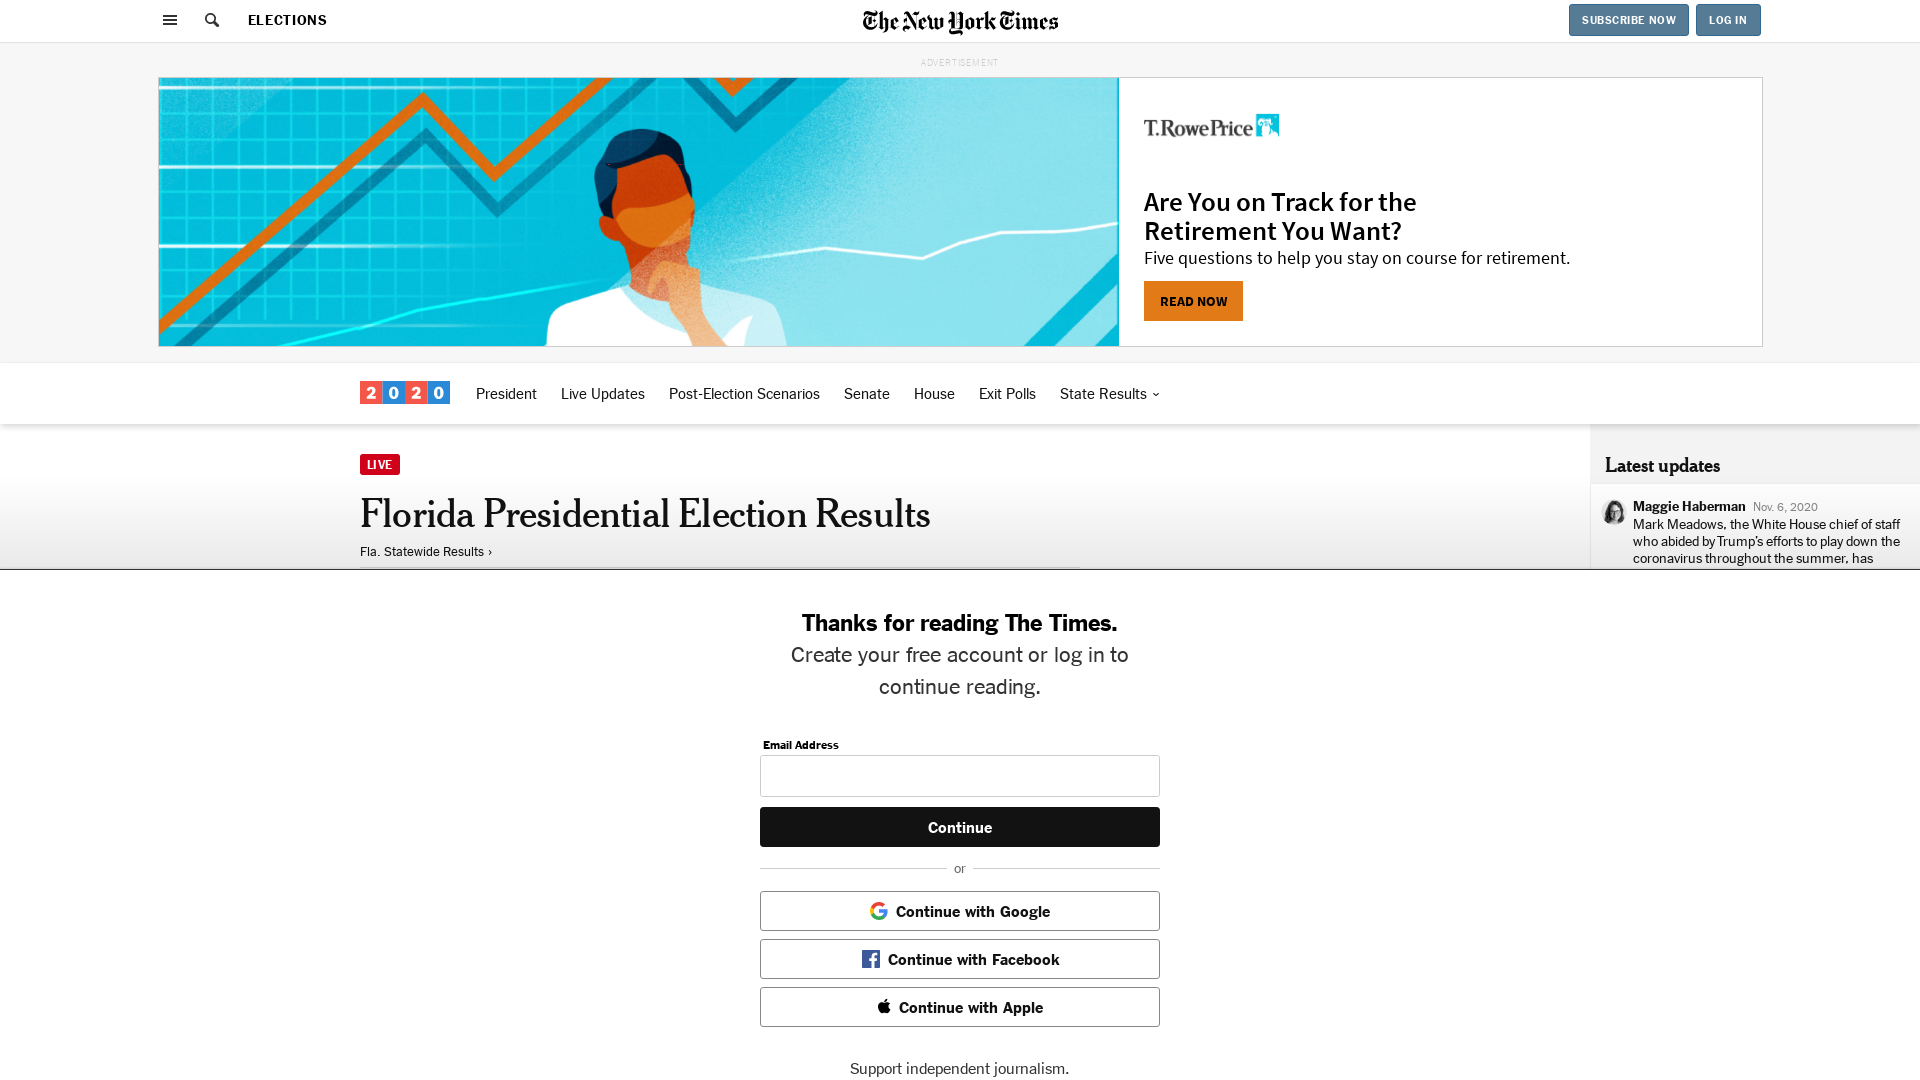 ELECTIONS
The New York Times
SUBSCRIBE NOW
LOG IN
ADVERTISEMENT
T.RowePrice
Are You on Track for the
Retirement You Want?
Five questions to help you stay on course for retirement.
READ NOW
2020
President
Live Updates
Post-Election Scenarios
Senate
House
Exit Polls
State Results
LIVE
Florida Presidential Election Results
Fla. Statewide Results ›
Latest updates
Maggie Haberman Nov. 6, 2020
Mark Meadows, the White House chief of staff
who abided by Trump's efforts to play down the
coronavirus throughout the summer, has
Thanks for reading The Times.
Create your free account or log in to
continue reading.
Email Address
Continue
or
Continue with Google
Continue with Facebook
Continue with Apple
Support independent journalism.